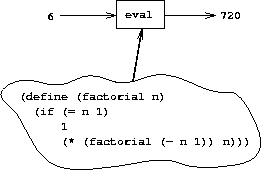 6 eval 720
(define (factorial n)
(if (= n 1)
1
(* (factorial (- n 1)) n)))